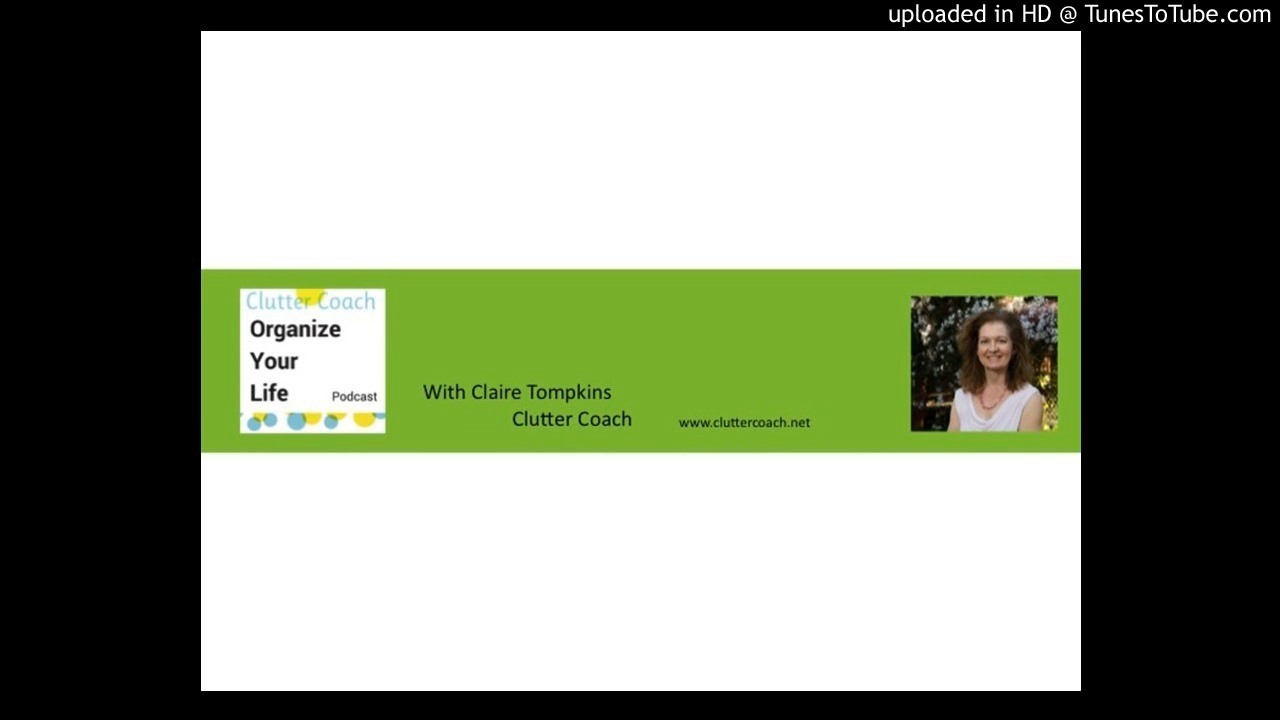 uploaded in HD @ TunesToTube.com
Clutter Coach
Organize
Your
Life
Podcast
With Claire Tompkins
Clutter Coach
www.cluttercoach.net